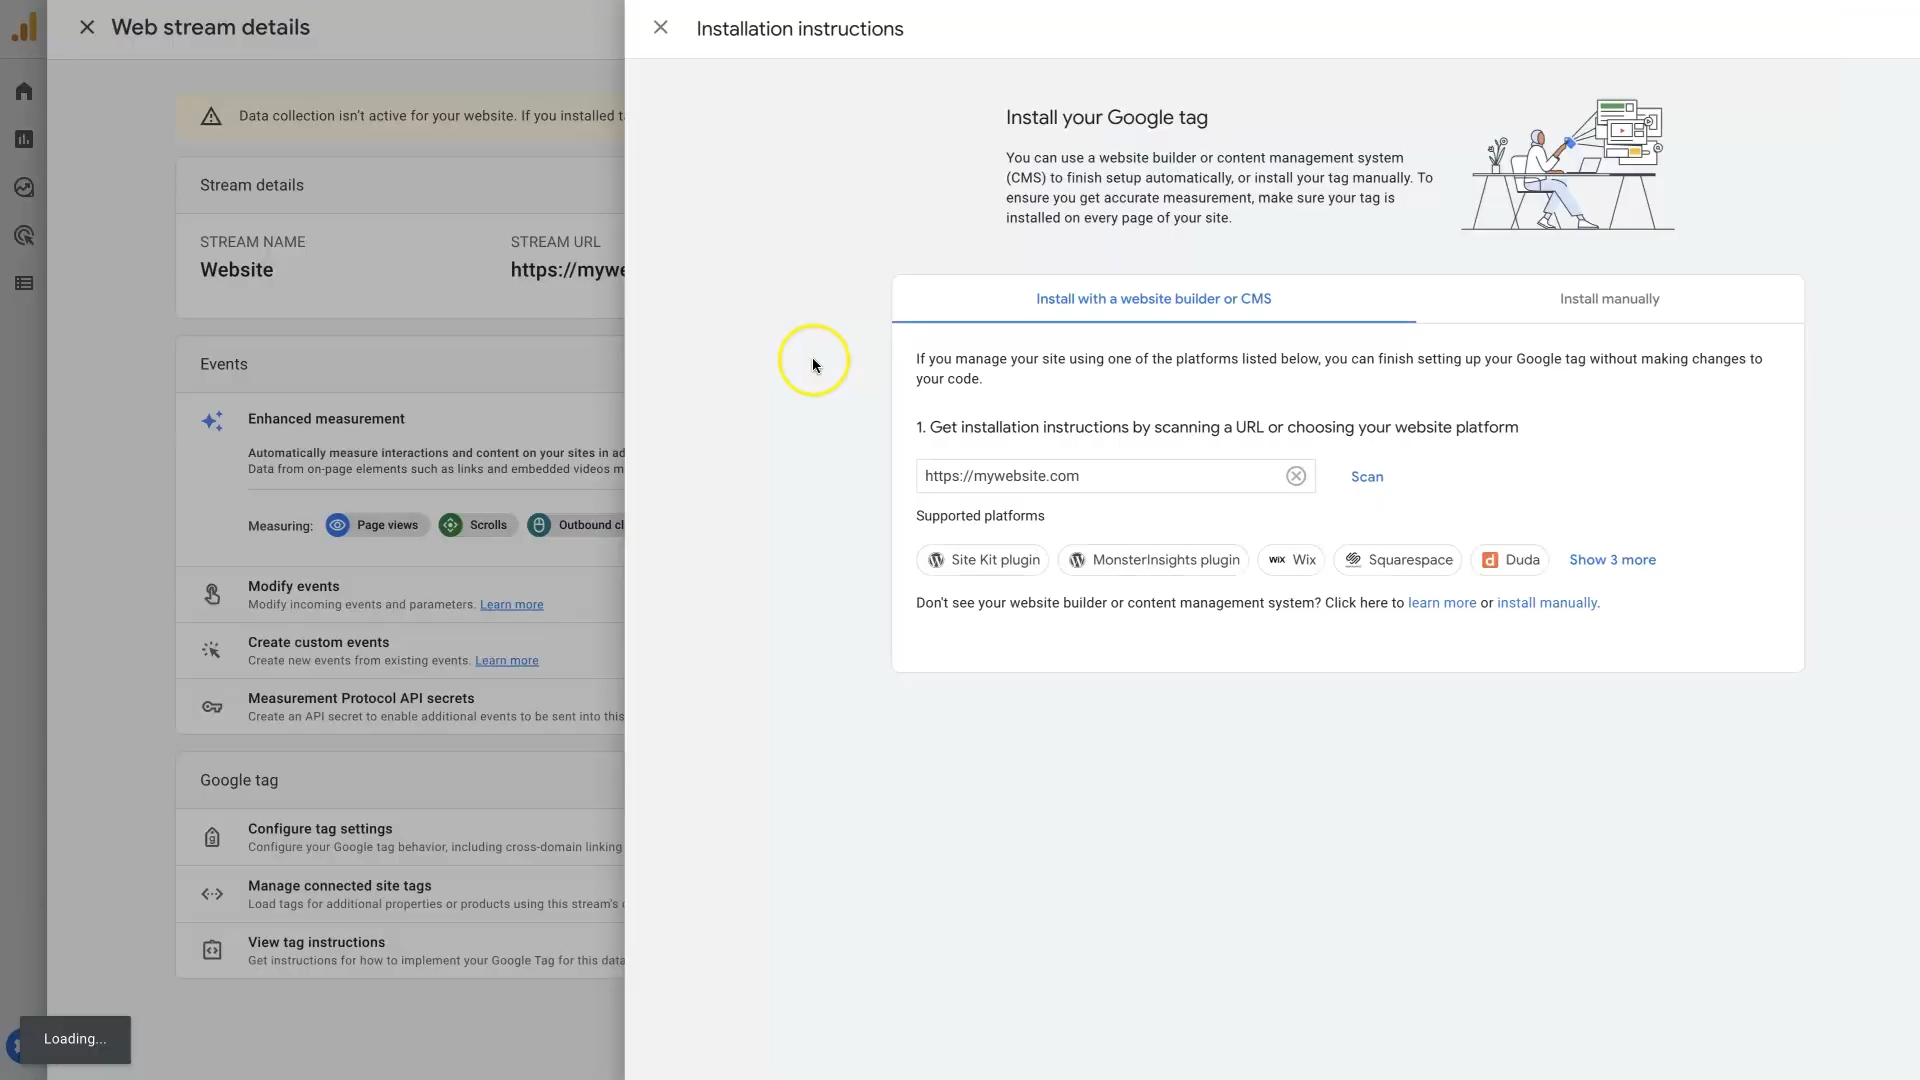 Web stream details
Data collection isn't active for your website. If you installed t
Stream details
STREAM NAME
Website
STREAM URL
https://mywe
Events
Enhanced measurement
Automatically measure interactions and content on your sites in ad
Data from on-page elements such as links and embedded videos m
Measuring:
Page views
Scrolls
Outbound cl
Modify events
Modify incoming events and parameters. Learn more
Create custom events
Create new events from existing events. Learn more
Measurement Protocol API secrets
Create an API secret to enable additional events to be sent into this
Google tag
Configure tag settings
Configure your Google tag behavior, including cross-domain linking
Manage connected site tags
Load tags for additional properties or products using this stream's
View tag instructions
Get instructions for how to implement your Google Tag for this data
Loading...
Installation instructions
Install your Google tag
You can use a website builder or content management system
(CMS) to finish setup automatically, or install your tag manually. To
ensure you get accurate measurement, make sure your tag is
installed on every page of your site.
Install with a website builder or CMS
Install manually
If you manage your site using one of the platforms listed below, you can finish setting up your Google tag without making changes to
your code.
1. Get installation instructions by scanning a URL or choosing your website platform
https://mywebsite.com
Scan
Supported platforms
Site Kit plugin
MonsterInsights plugin
WIX Wix
Squarespace
d Duda
Show 3 more
Don't see your website builder or content management system? Click here to learn more or install manually.